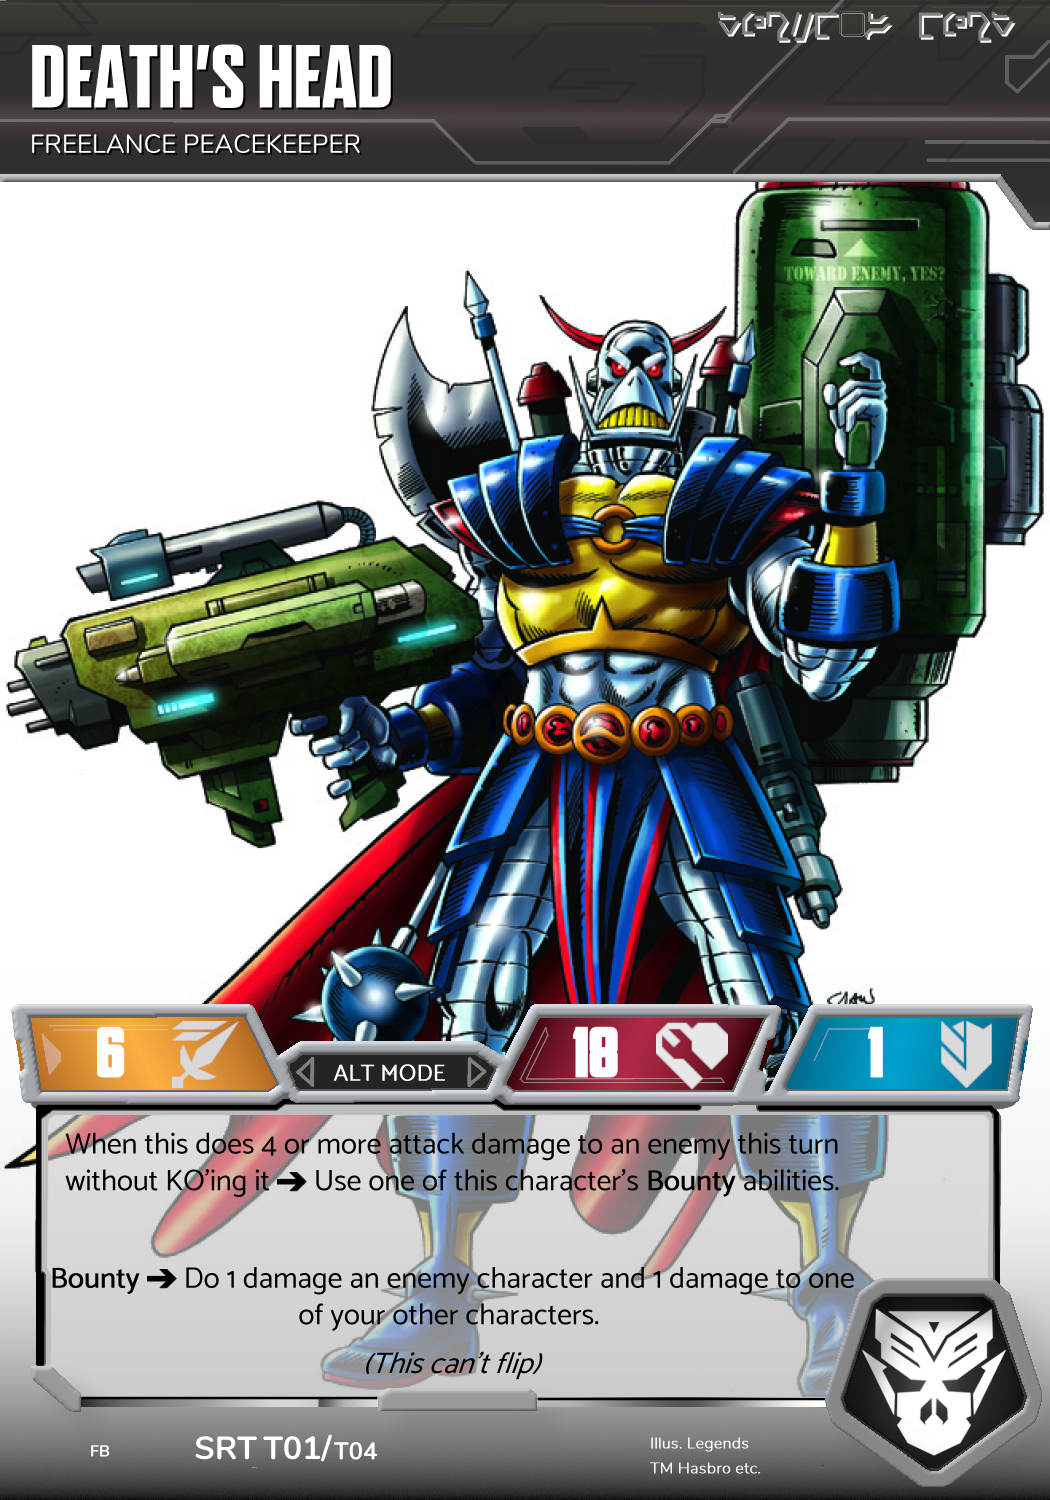 DEATH'S HEAD
FREELANCE PEACEKEEPER
TOWARD ENEMY, YES?
6
ALT MODE
18
1
When this does 4 or more attack damage to an enemy this turn
without KO'ing it ➔ Use one of this character's Bounty abilities.
Bounty ➔ Do 1 damage an enemy character and 1 damage to one
of your other characters.
(This can't flip)
FB
SRT T01/T04
Illus. Legends
TM Hasbro etc.